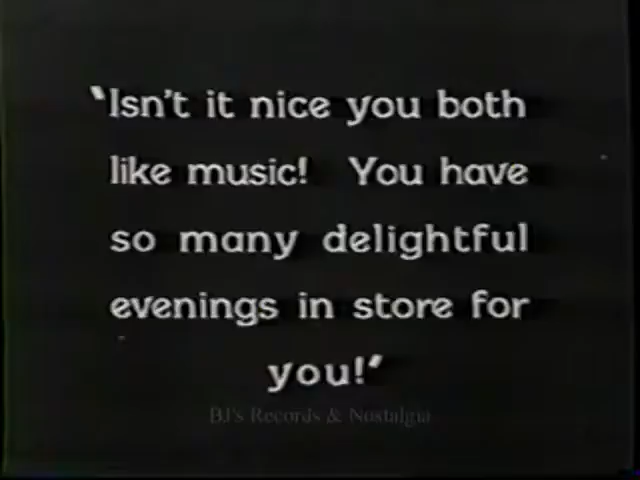 "Isn't it nice you both
like music! You have
so many delightful
evenings in store for
you!"
BJ's Records & Nostalgia